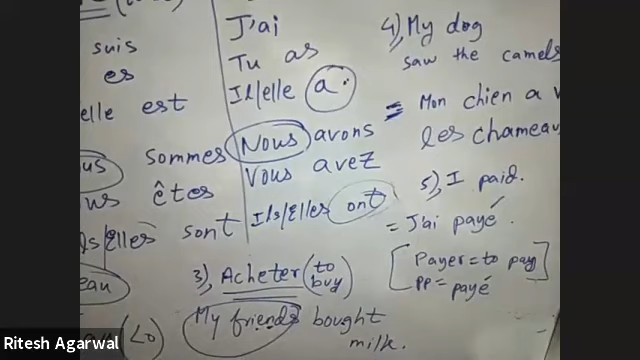 suis
es
elle est
sommes
êtes
Elles sont
J'ai
Tu as
Il/elle a
Nous avons
Vous avez
Ils/Elles ont
3), Acheter (to buy)
My friends bought
milk.
4), My dog
saw the camels
= Mon chien a
les chameau
5), I paid.
= J'ai payé.
[Payer = to pay]
pp = payé
Ritesh Agarwal